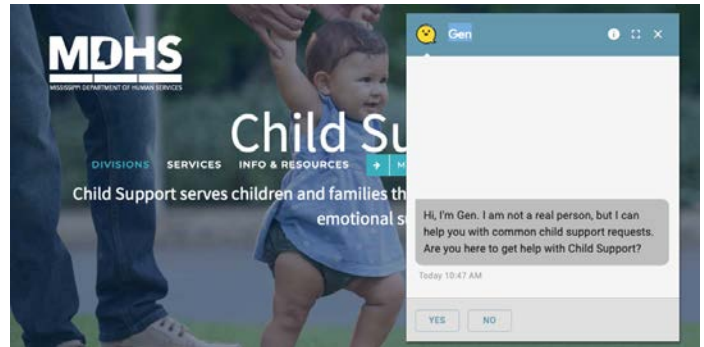 MDHS
MISSISSIPPI DEPARTMENT OF HUMAN SERVICES
Child Su
DIVISIONS SERVICES INFO & RESOURCES M
Child Support serves children and families th
emotional s
Gen
Hi, I'm Gen. I am not a real person, but I can
help you with common child support requests.
Are you here to get help with Child Support?
Today 10:47 AM
YES NO